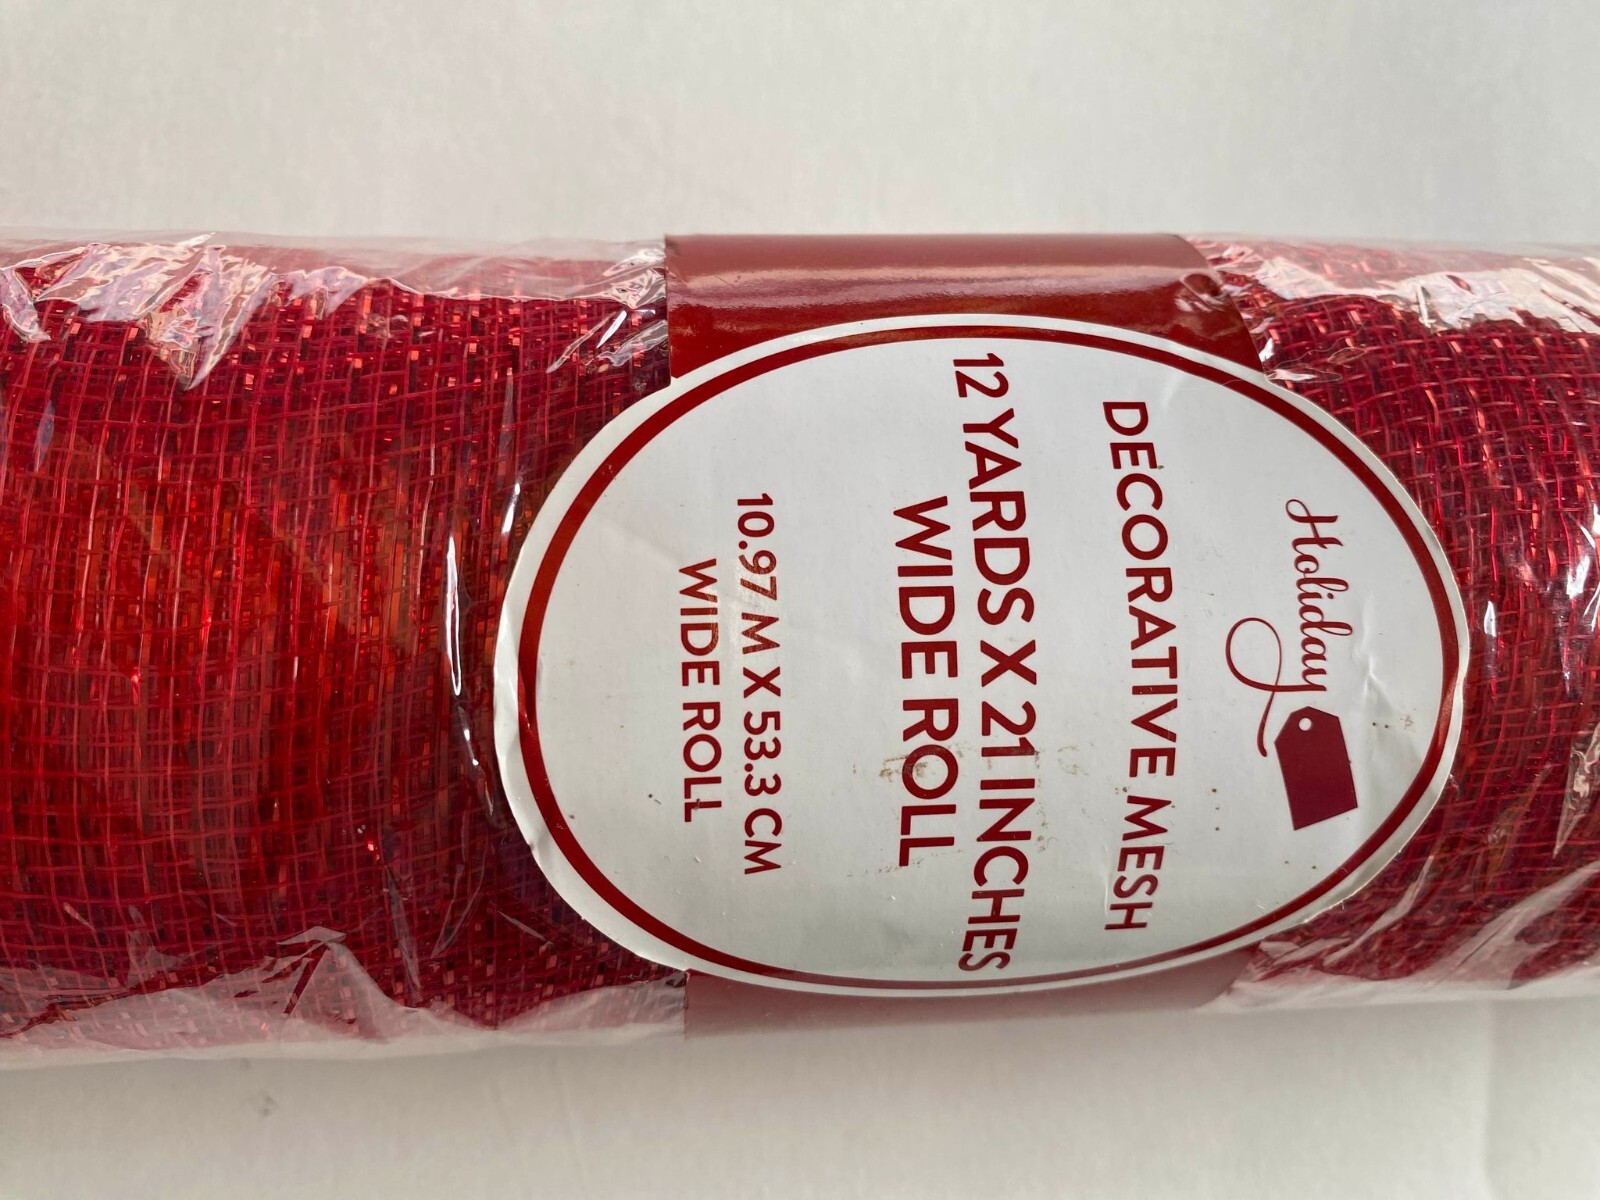 Holiday
DECORATIVE MESH
12 YARDS X 21 INCHES
WIDE ROLL
10.97 M X 53.3 CM
WIDE ROLL